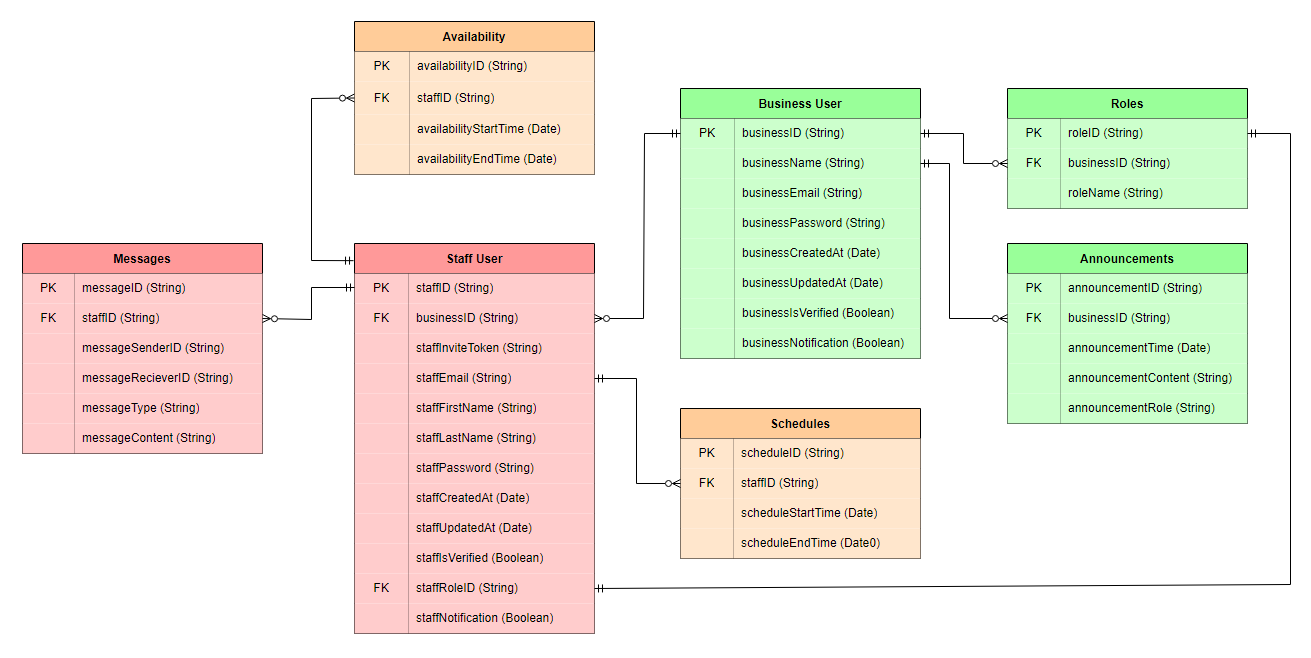 Availability
PK availabilityID (String)
FK staffID (String)
availabilityStartTime (Date)
availabilityEndTime (Date)
Business User
PK businessID (String)
businessName (String)
businessEmail (String)
businessPassword (String)
businessCreatedAt (Date)
businessUpdatedAt (Date)
businessIsVerified (Boolean)
businessNotification (Boolean)
Roles
PK roleID (String)
FK businessID (String)
roleName (String)
Messages
PK messageID (String)
FK staffID (String)
messageSenderID (String)
messageRecieverID (String)
messageType (String)
messageContent (String)
Staff User
PK staffID (String)
FK businessID (String)
staffInviteToken (String)
staffEmail (String)
staffFirstName (String)
staffLastName (String)
staffPassword (String)
staffCreatedAt (Date)
staffUpdatedAt (Date)
staffIsVerified (Boolean)
FK staffRoleID (String)
staffNotification (Boolean)
Announcements
PK announcementID (String)
FK businessID (String)
announcementTime (Date)
announcementContent (String)
announcementRole (String)
Schedules
PK scheduleID (String)
FK staffID (String)
scheduleStartTime (Date)
scheduleEndTime (Date0)